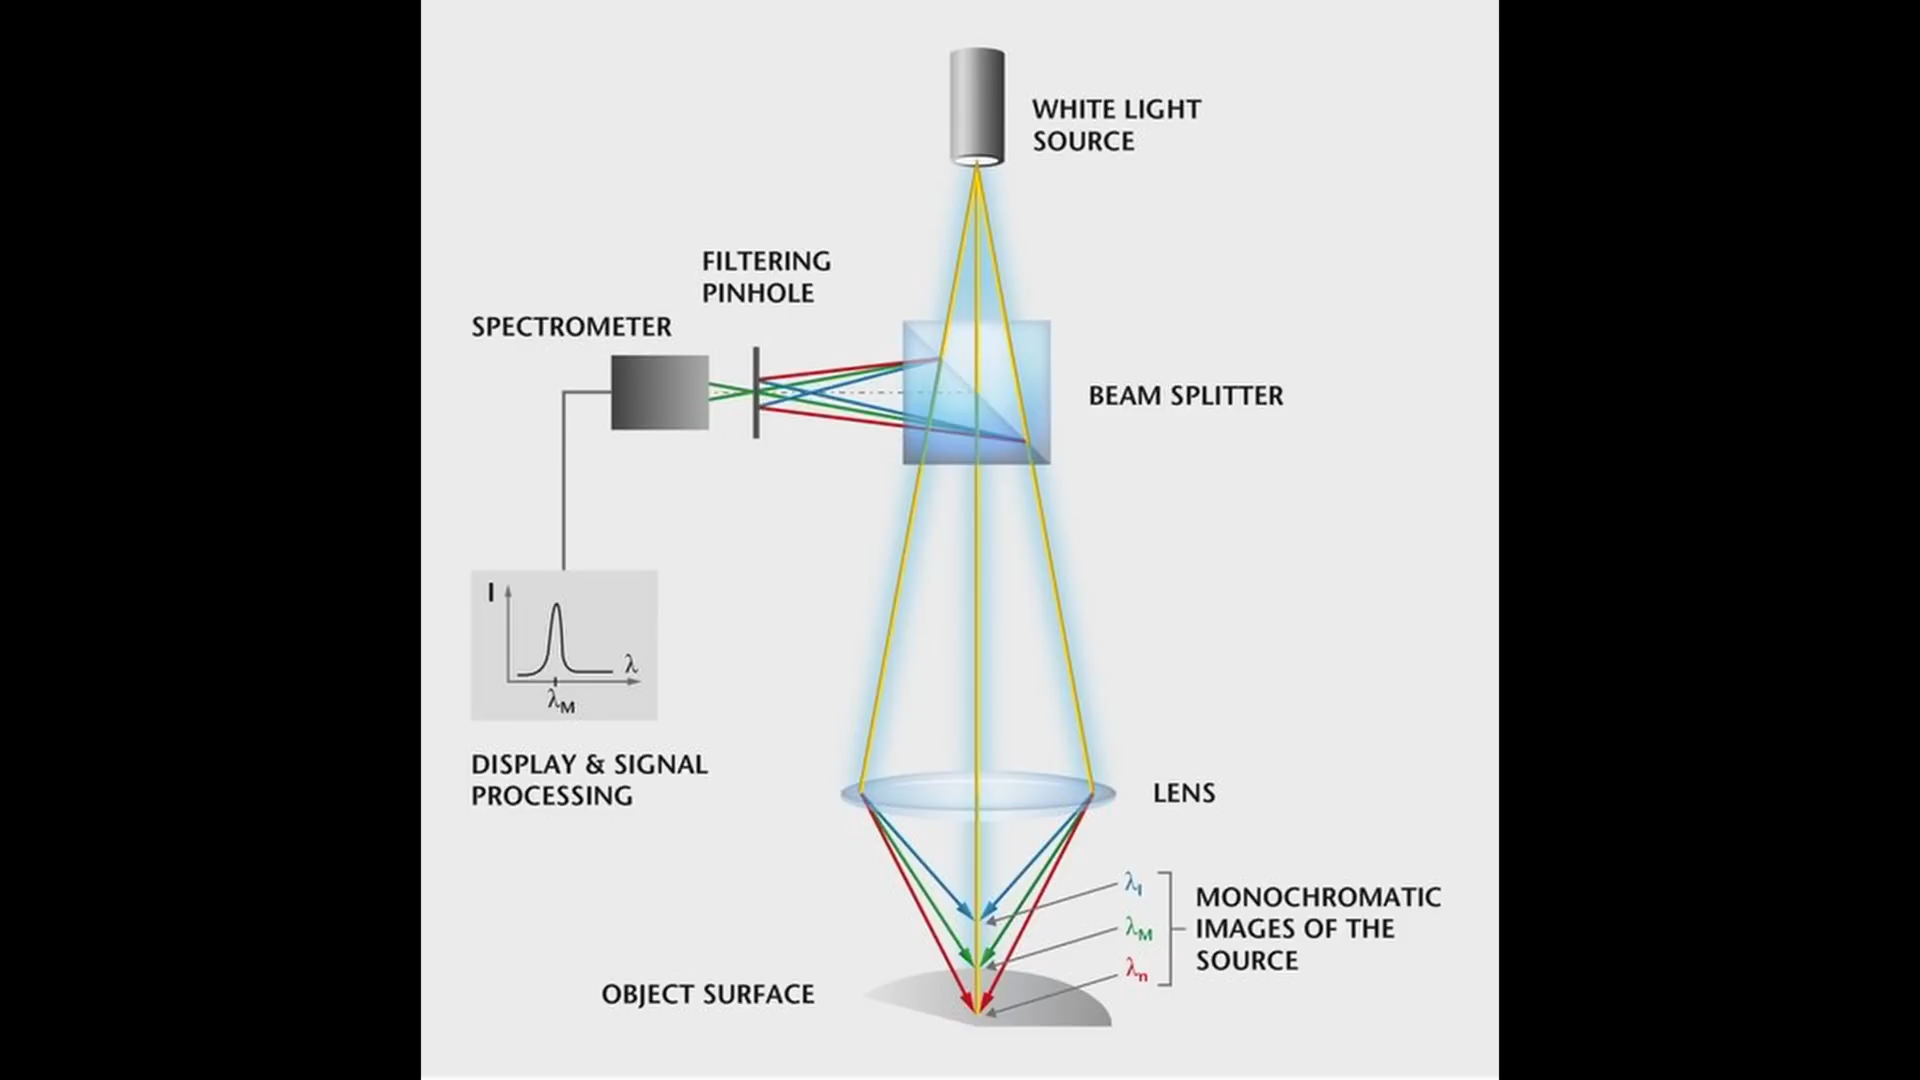 WHITE LIGHT
SOURCE
FILTERING
PINHOLE
SPECTROMETER
BEAM SPLITTER
I
λ
λM
DISPLAY & SIGNAL
PROCESSING
LENS
λI
λM
λn
MONOCHROMATIC
IMAGES OF THE
SOURCE
OBJECT SURFACE